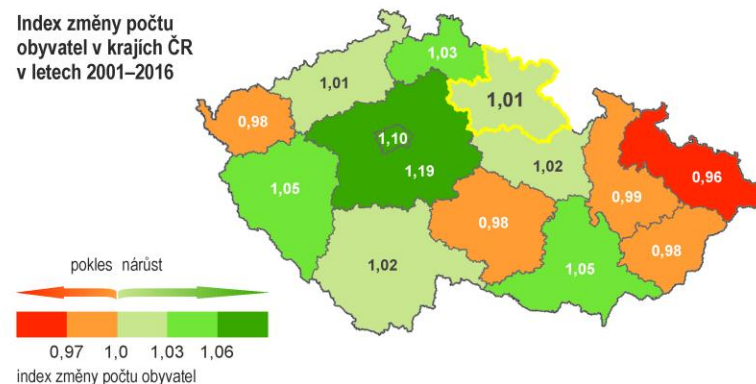 Index změny počtu
obyvatel v krajích ČR
v letech 2001–2016
1,03
1,01
1,01
0,98
1,10
1,02
0,96
1,19
1,05
0,99
0,98
0,98
1,02
1,05
pokles nárůst
0,97 1,0 1,03 1,06
index změny počtu obyvatel